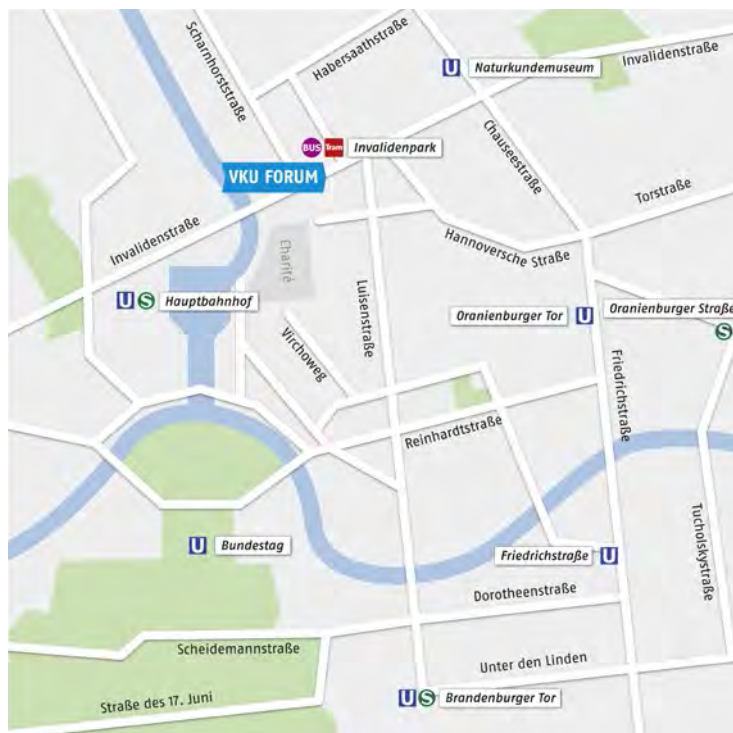 Scharnhorststraße
Habersaathstraße
U Naturkundemuseum
Invalidenstraße
BUS Tram Invalidenpark
Chausseestraße
VKU FORUM
Torstraße
Invalidenstraße
Hannoversche Straße
Charité
U S Hauptbahnhof
Luisenstraße
Oranienburger Tor U
Oranienburger Straße
S
Virchoweg
Friedrichstraße
Reinhardtstraße
Tucholskystraße
U Bundestag
Friedrichstraße U
Dorotheenstraße
Scheidemannstraße
Unter den Linden
Straße des 17. Juni
U S Brandenburger Tor